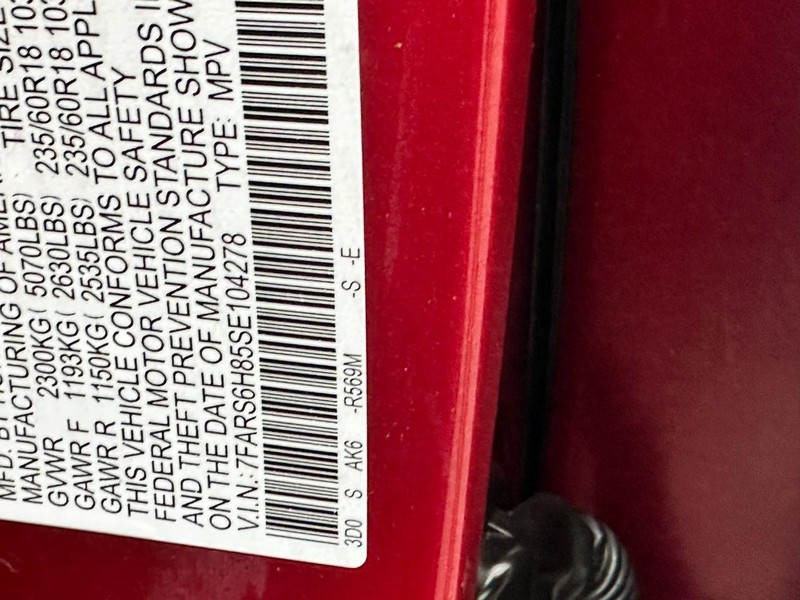 MFD. BY
MANUFACTURING OF AMER TIRE SIZE
GVWR 2300KG( 5070LBS) 235/60R18 103
GAWR F 1193KG( 2630LBS) 235/60R18 103
GAWR R 1150KG( 2535LBS)
THIS VEHICLE CONFORMS TO ALL APPL
FEDERAL MOTOR VEHICLE SAFETY
AND THEFT PREVENTION STANDARDS
ON THE DATE OF MANUFACTURE SHOW
V.I.N.: 7FARS6H85SE104278 TYPE: MPV
3D0 S AK6 -R569M -S -E